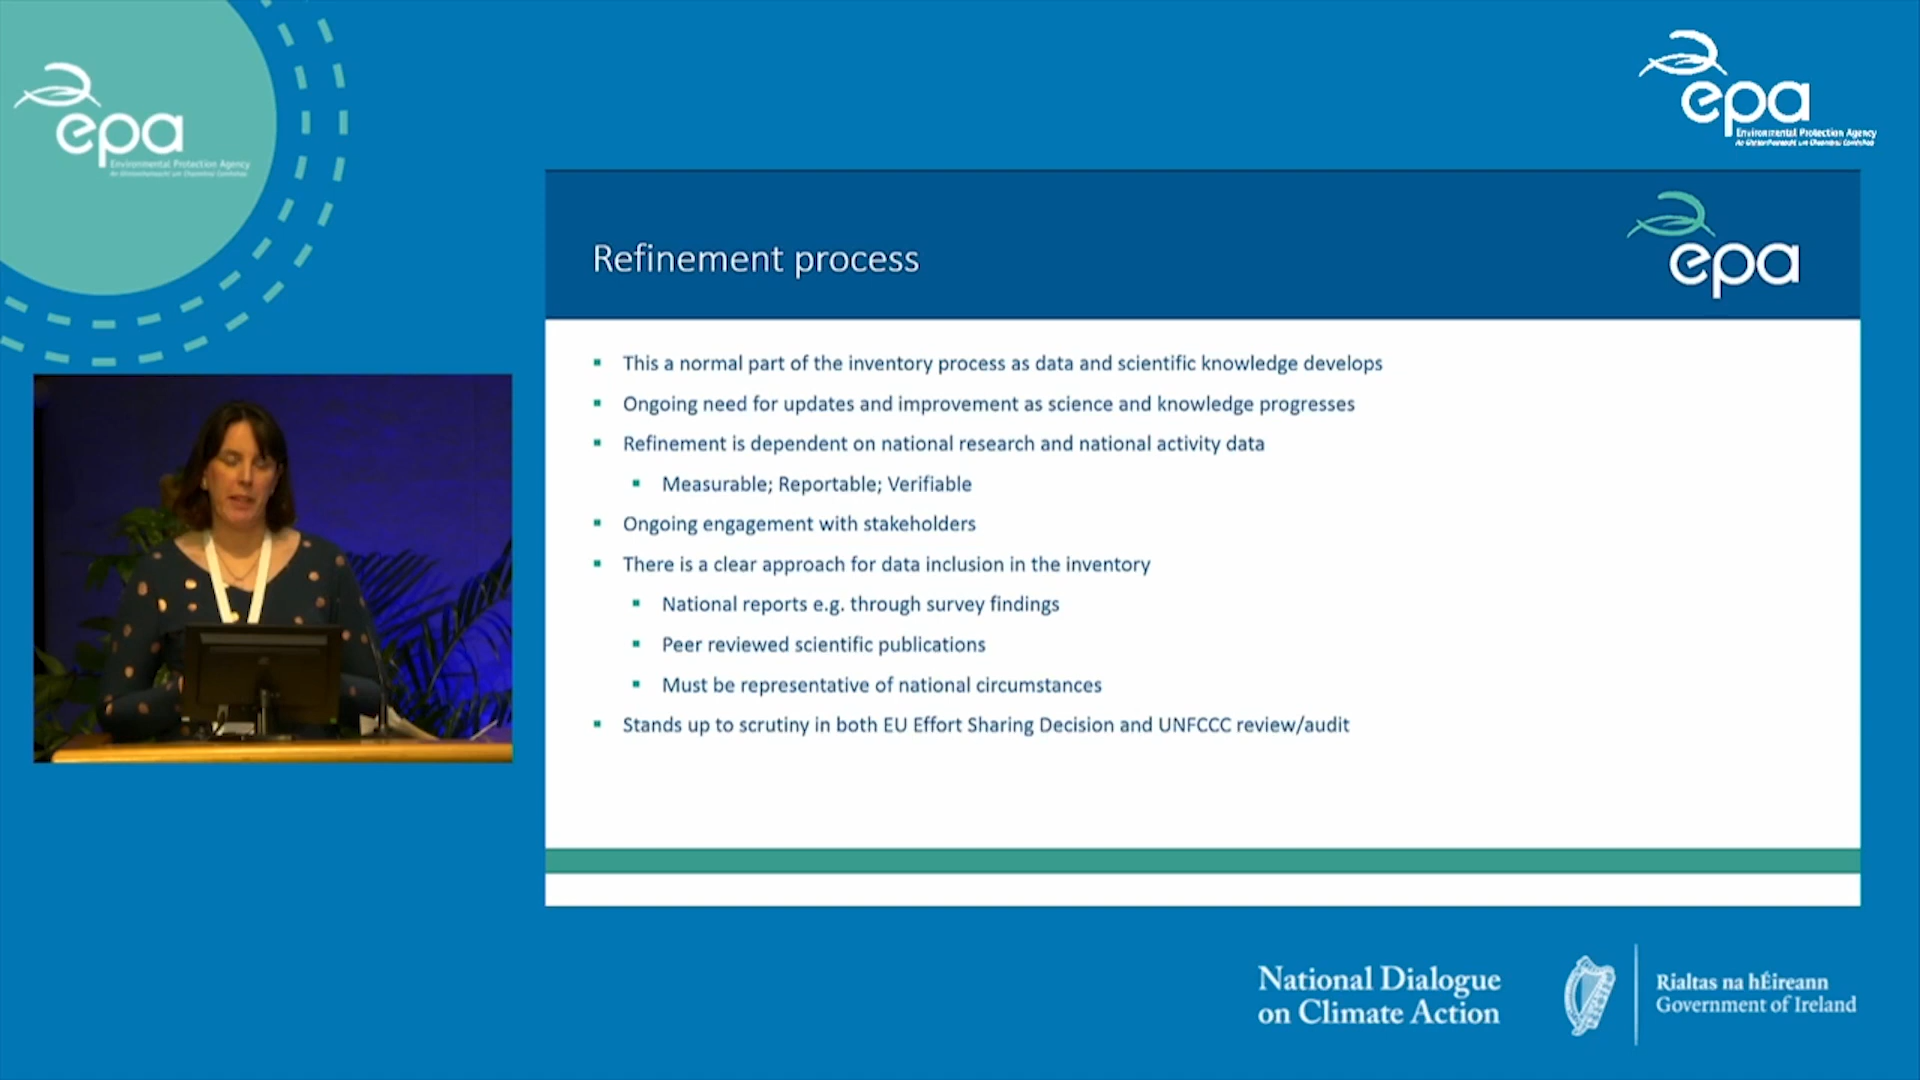 epa
Environmental Protection Agency
An Ghníomhaireacht um Chaomhnú Comhshaoil
epa
Environmental Protection Agency
An Ghníomhaireacht um Chaomhnú Comhshaoil
Refinement process
epa
This a normal part of the inventory process as data and scientific knowledge develops
Ongoing need for updates and improvement as science and knowledge progresses
Refinement is dependent on national research and national activity data
Measurable; Reportable; Verifiable
Ongoing engagement with stakeholders
There is a clear approach for data inclusion in the inventory
National reports e.g. through survey findings
Peer reviewed scientific publications
Must be representative of national circumstances
Stands up to scrutiny in both EU Effort Sharing Decision and UNFCCC review/audit
National Dialogue
on Climate Action
Rialtas na hÉireann
Government of Ireland